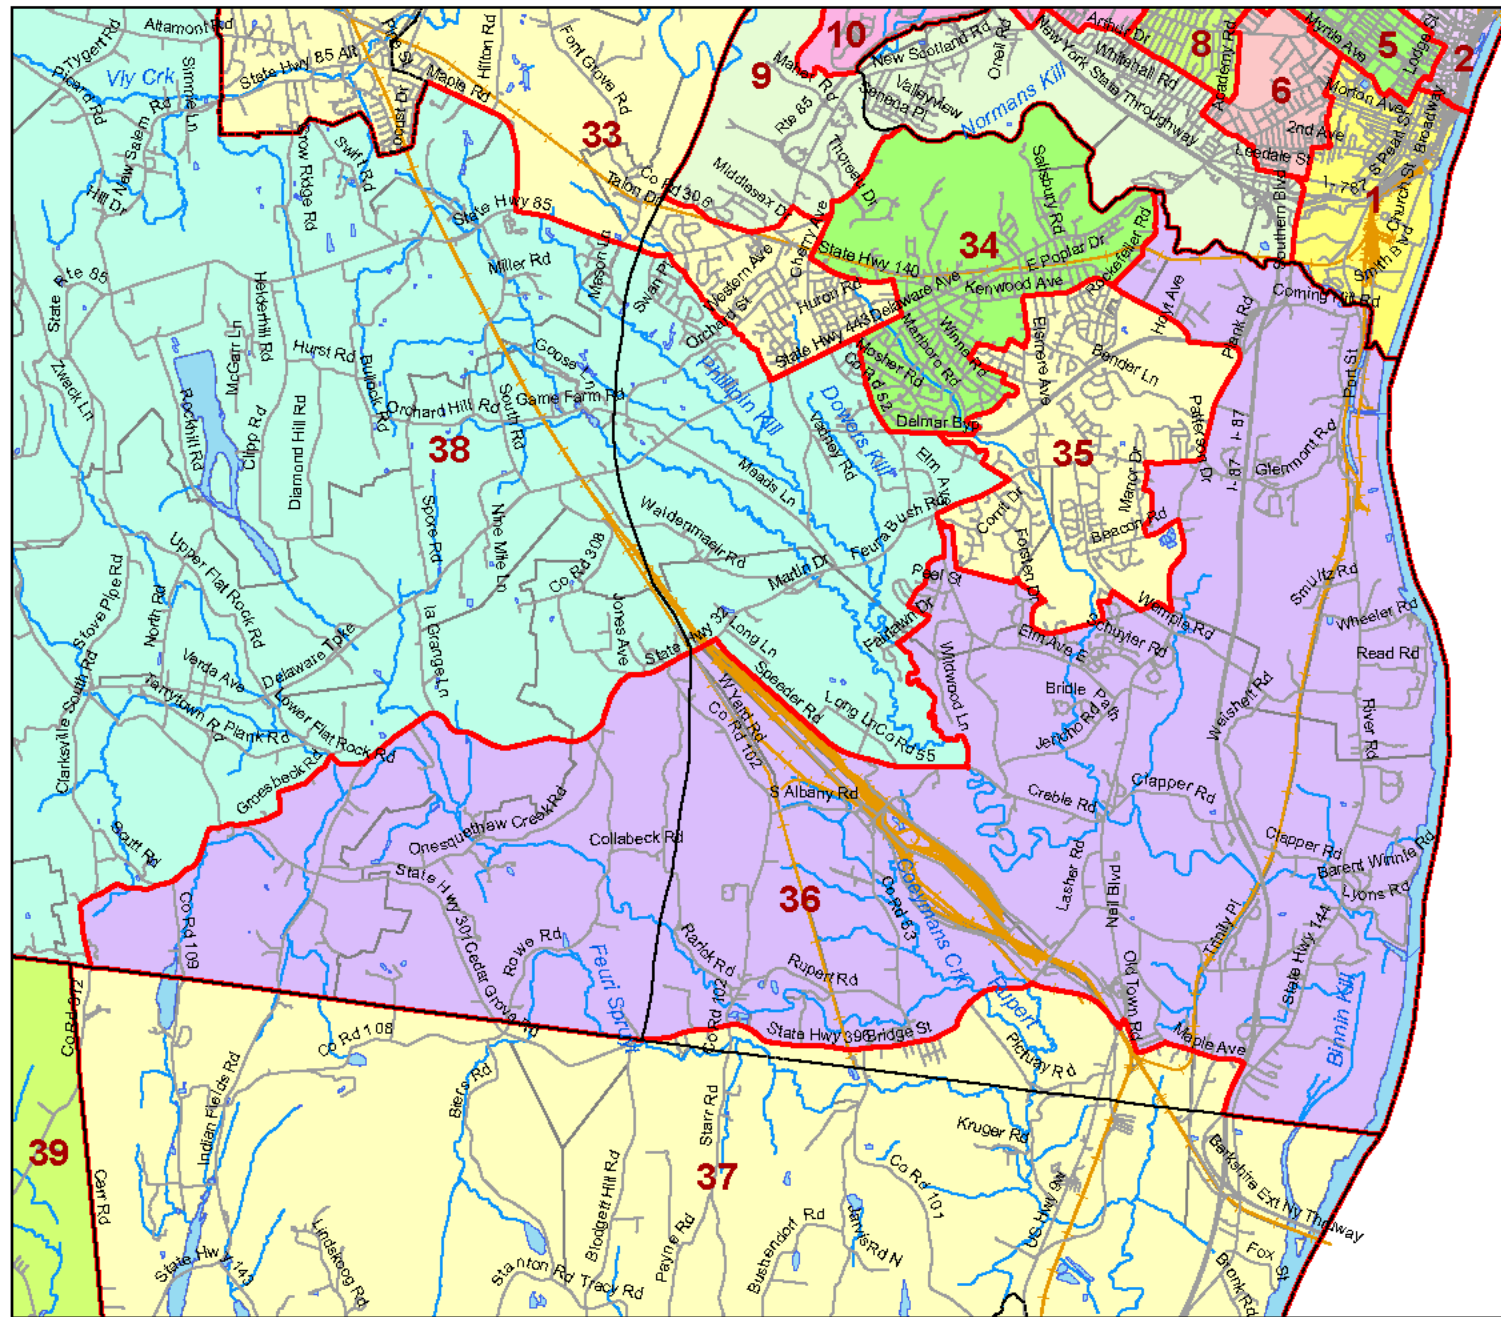 Altamont Rd
Tygert Rd
Picard Rd
Vly Crk
Simmie Ln
State Hwy 85 Alt
Pine St
Maple Rd
Hilton Rd
Font Grove Rd
Locust Dr
New Salem Rd
Hill Dr
Snow Ridge Rd
Swift Rd
33
9
10
Maher Rd
New Scotland Rd
Oneil Rd
Valleyview
Seneca Pl
Rte 85
Normans Kill
New York State Throughway
Arthur Dr
Whitehall Rd
Academy Rd
8
6
5
2
Myrtle Ave
Lodge St
Morton Ave
2nd Ave
Leedale St
S Pearl St
Broadway
I-787
1
Church St
Smith Blvd
Southern Blvd
Corning Hill Rd
Thoreau Dr
Middlesex Dr
Co Rd 306
Talon Dr
State Hwy 85
Miller Rd
Mason Ln
Swan Pl
Western Ave
Cherry Ave
Orchard St
Huron Rd
State Hwy 443
Delaware Ave
State Hwy 140
34
Salisbury Rd
E Poplar Dr
Kenwood Ave
Rockefeller Rd
Hoyt Ave
Plank Rd
Port St
State Rte 85
Helderhill Rd
McGarr Ln
Hurst Rd
Bullock Rd
Zweck Ln
Rockhill Rd
Clipp Rd
Diamond Hill Rd
Orchard Hill Rd
38
South Rd
Goose Ln
Game Farm Rd
Phillipin Kill
Dowers Kill
Vadney Rd
Meads Ln
Co Rd 52
Mosher Rd
Marlboro Rd
Winne Rd
Delmar Byp
Elsmere Ave
Bender Ln
35
Manor Dr
Patterson Dr
I-87
I-87
Glenmont Rd
Elm Ave
Corrit Dr
Forsten Dr
Beacon Rd
Feura Bush Rd
Waldenmaeir Rd
Martin Dr
Peel St
Fairlawn Dr
Wemple Rd
Elm Ave E
Schuyler Rd
Smultz Rd
Wheeler Rd
Read Rd
River Rd
Weisheit Rd
Bridle Path
Jericho Rd
Wildwood Ln
Spore Rd
Nine Mile Ln
Co Rd 308
Jones Ave
la Grange Ln
Upper Flat Rock Rd
Stove Pipe Rd
North Rd
Verda Ave
Delaware Tpke
Tarrytown Rd
Plank Rd
Lower Flat Rock Rd
Clarksville South Rd
Groesbeck Rd
Scutt Rd
State Hwy 32
Long Ln
Speeder Rd
Long Ln
Co Rd 55
W Yard Rd
Co Rd 102
S Albany Rd
Creble Rd
Clapper Rd
Clapper Rd
Barent Winnie Rd
Lyons Rd
Lasher Rd
Neil Blvd
Trinity Pl
State Hwy 144
Onesquethaw Creek Rd
Collabeck Rd
36
Coeymans Crk
Co Rd 53
State Hwy 301
Cedar Grove Rd
Rowe Rd
Feuri Spruyt
Rarick Rd
Rupert Rd
Co Rd 102
State Hwy 396
Bridge St
Rupert
Pictuay Rd
Old Town Rd
Maple Ave
Binnin Kill
Co Rd 109
Co Rd 312
Co Rd 108
Indian Fields Rd
Biers Rd
39
Carr Rd
State Hwy 143
Lindskoog Rd
Stanton Rd
Tracy Rd
Blodgett Hill Rd
Payne Rd
Starr Rd
37
Bushendorf Rd
Jarvis Rd N
Co Rd 101
Kruger Rd
US Hwy 9w
Berkshire Ext Ny Thruway
Fox St
Bronk Rd